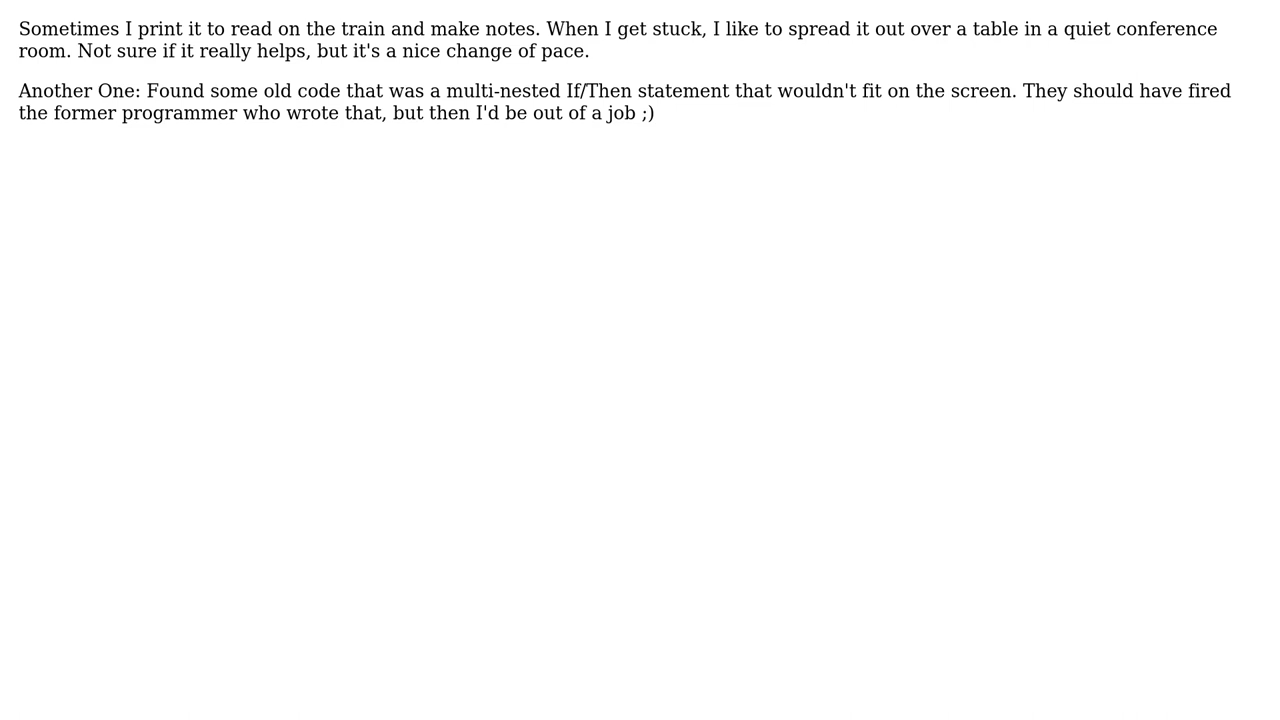 Sometimes I print it to read on the train and make notes. When I get stuck, I like to spread it out over a table in a quiet conference
room. Not sure if it really helps, but it's a nice change of pace.
Another One: Found some old code that was a multi-nested If/Then statement that wouldn't fit on the screen. They should have fired
the former programmer who wrote that, but then I'd be out of a job ;)